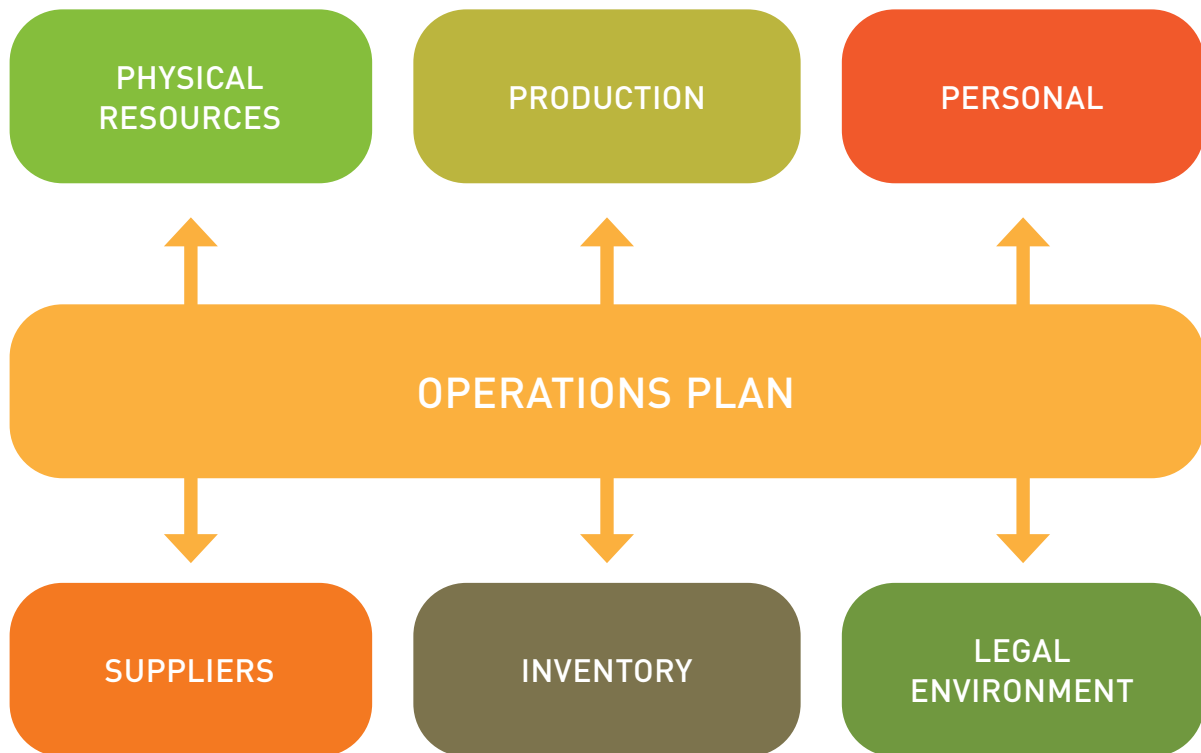 PHYSICAL
RESOURCES
PRODUCTION
PERSONAL
OPERATIONS PLAN
SUPPLIERS
INVENTORY
LEGAL
ENVIRONMENT